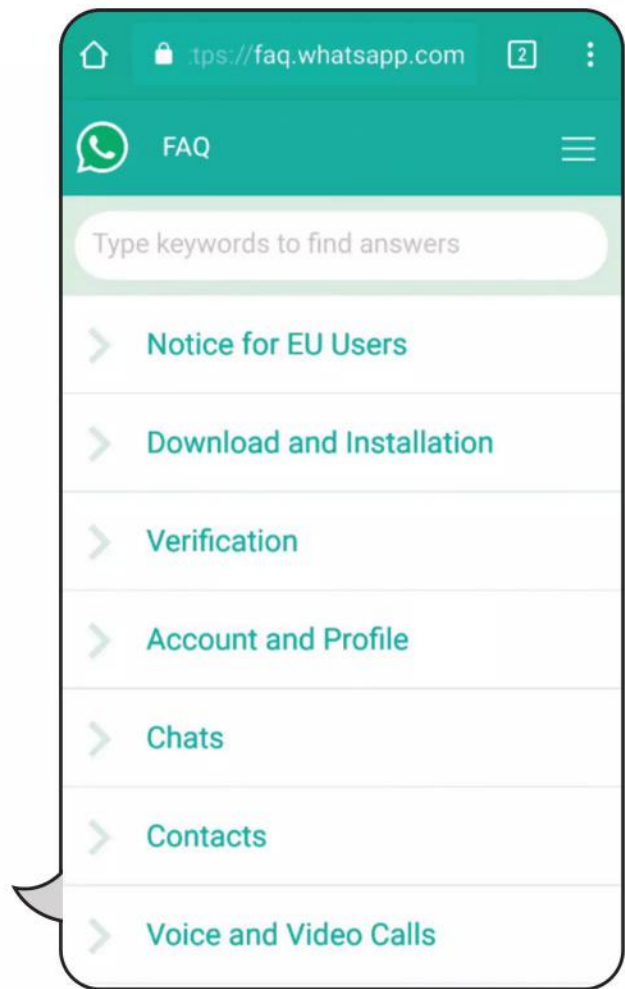 tps://faq.whatsapp.com 2
FAQ
Type keywords to find answers
Notice for EU Users
Download and Installation
Verification
Account and Profile
Chats
Contacts
Voice and Video Calls